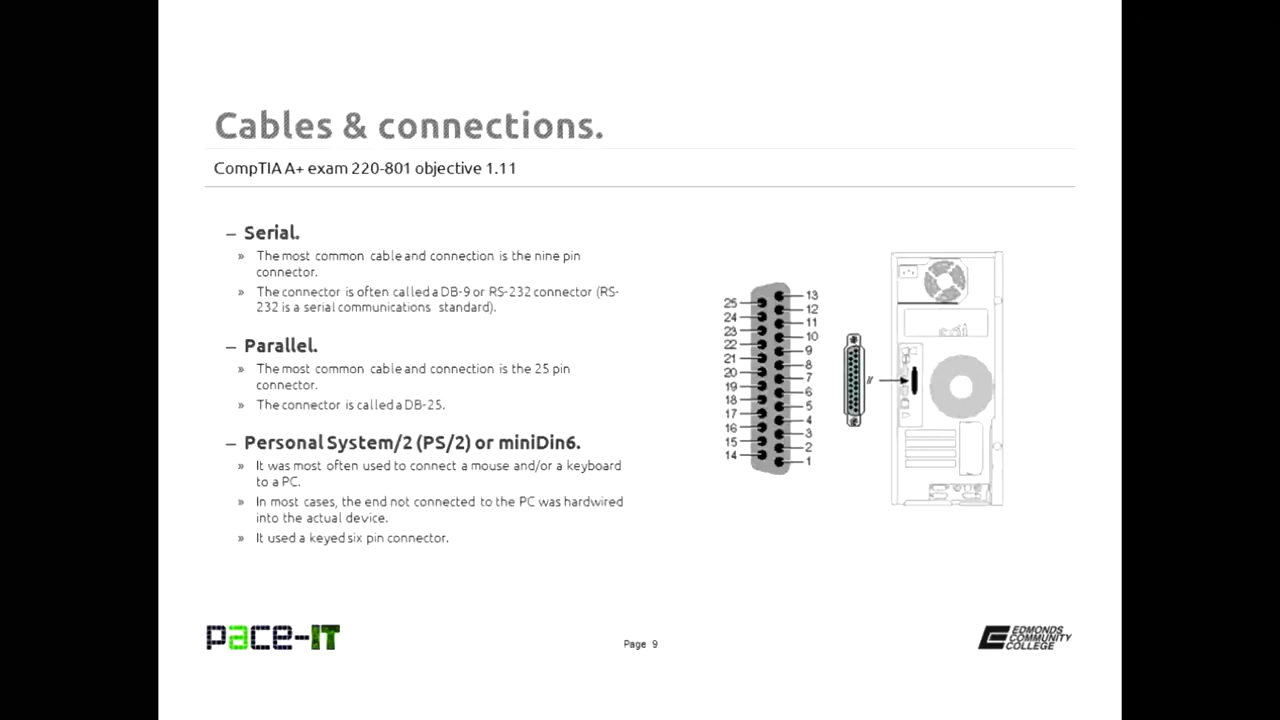 Cables & connections.
CompTIA A+ exam 220-801 objective 1.11
– Serial.
» The most common cable and connection is the nine pin
connector.
» The connector is often called a DB-9 or RS-232 connector (RS-
232 is a serial communications standard).
– Parallel.
» The most common cable and connection is the 25 pin
connector.
» The connector is called a DB-25.
– Personal System/2 (PS/2) or miniDin6.
» It was most often used to connect a mouse and/or a keyboard
to a PC.
» In most cases, the end not connected to the PC was hardwired
into the actual device.
» It used a keyed six pin connector.
25
24
23
22
21
20
19
18
17
16
15
14
13
12
11
10
9
8
7
6
5
4
3
2
1
pace-IT
Page 9
EDMONDS
COMMUNITY
COLLEGE